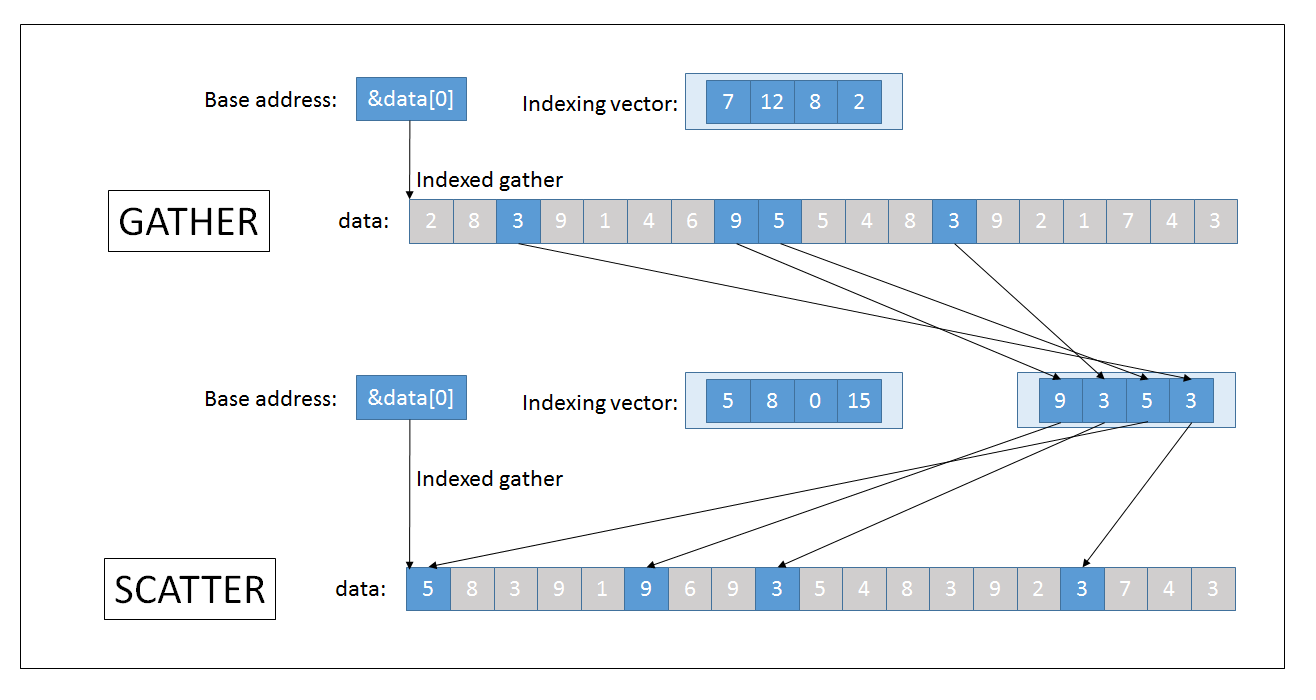 Base address: &data[0] Indexing vector: 7 12 8 2
Indexed gather
GATHER data: 2 8 3 9 1 4 6 9 5 5 4 8 3 9 2 1 7 4 3
Base address: &data[0] Indexing vector: 5 8 0 15 9 3 5 3
Indexed gather
SCATTER data: 5 8 3 9 1 9 6 9 3 5 4 8 3 9 2 3 7 4 3